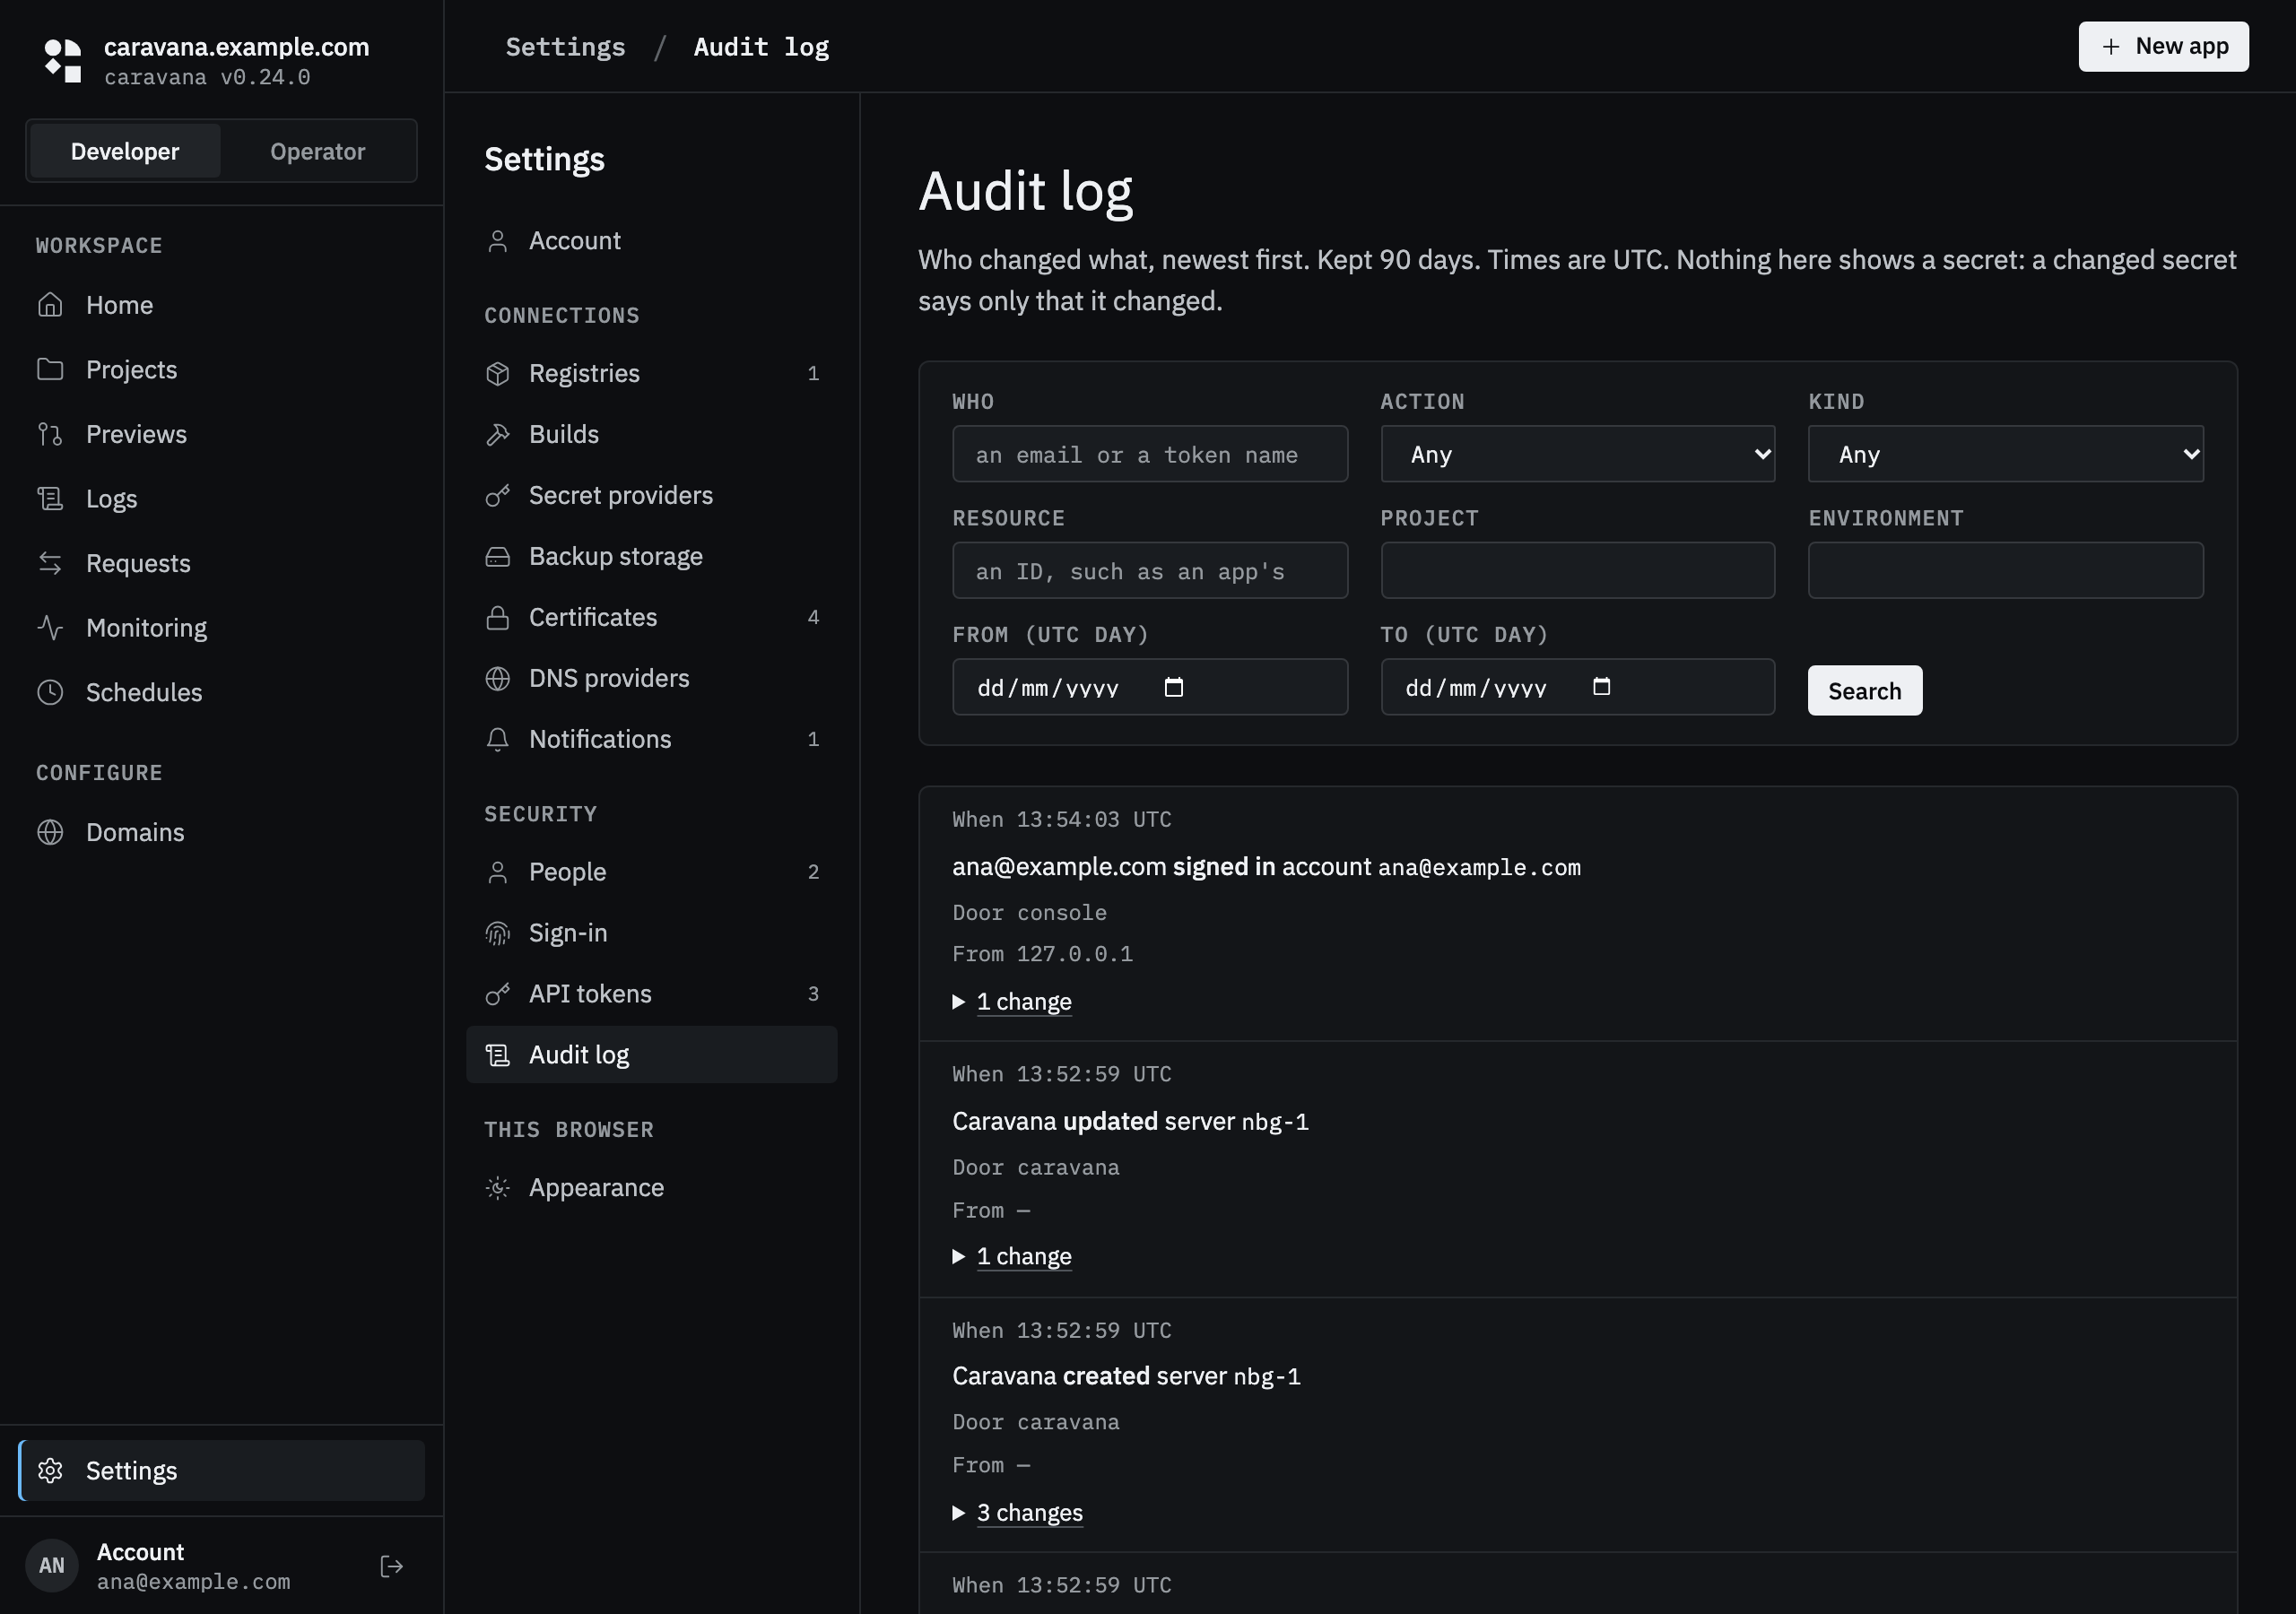 caravana.example.com
caravana v0.24.0
Developer
Operator
WORKSPACE
Home
Projects
Previews
Logs
Requests
Monitoring
Schedules
CONFIGURE
Domains
Settings
AN
Account
ana@example.com
Settings / Audit log
+ New app
Settings
Account
CONNECTIONS
Registries 1
Builds
Secret providers
Backup storage
Certificates 4
DNS providers
Notifications 1
SECURITY
People 2
Sign-in
API tokens 3
Audit log
THIS BROWSER
Appearance
Audit log
Who changed what, newest first. Kept 90 days. Times are UTC. Nothing here shows a secret: a changed secret
says only that it changed.
WHO
an email or a token name
ACTION
Any
KIND
Any
RESOURCE
an ID, such as an app's
PROJECT
ENVIRONMENT
FROM (UTC DAY)
dd/mm/yyyy
TO (UTC DAY)
dd/mm/yyyy
Search
When 13:54:03 UTC
ana@example.com signed in account ana@example.com
Door console
From 127.0.0.1
1 change
When 13:52:59 UTC
Caravana updated server nbg-1
Door caravana
From —
1 change
When 13:52:59 UTC
Caravana created server nbg-1
Door caravana
From —
3 changes
When 13:52:59 UTC